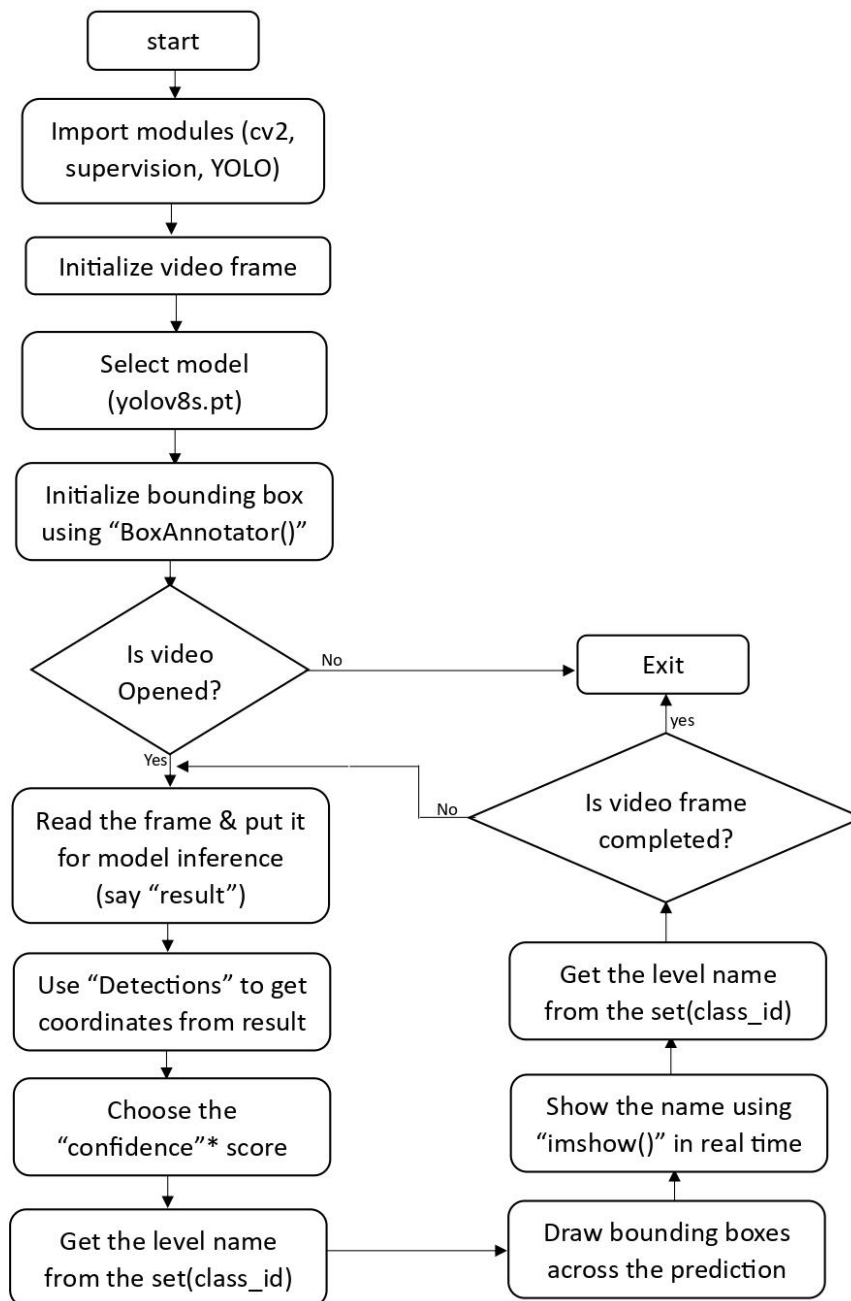 start
Import modules (cv2,
supervision, YOLO)
Initialize video frame
Select model
(yolov8s.pt)
Initialize bounding box
using “BoxAnnotator()”
Is video
Opened?
No
Exit
Yes
Read the frame & put it
for model inference
(say “result”)
Use “Detections” to get
coordinates from result
Choose the
“confidence”* score
Get the level name
from the set(class_id)
Draw bounding boxes
across the prediction
Show the name using
“imshow()” in real time
Get the level name
from the set(class_id)
Is video frame
completed?
No
yes